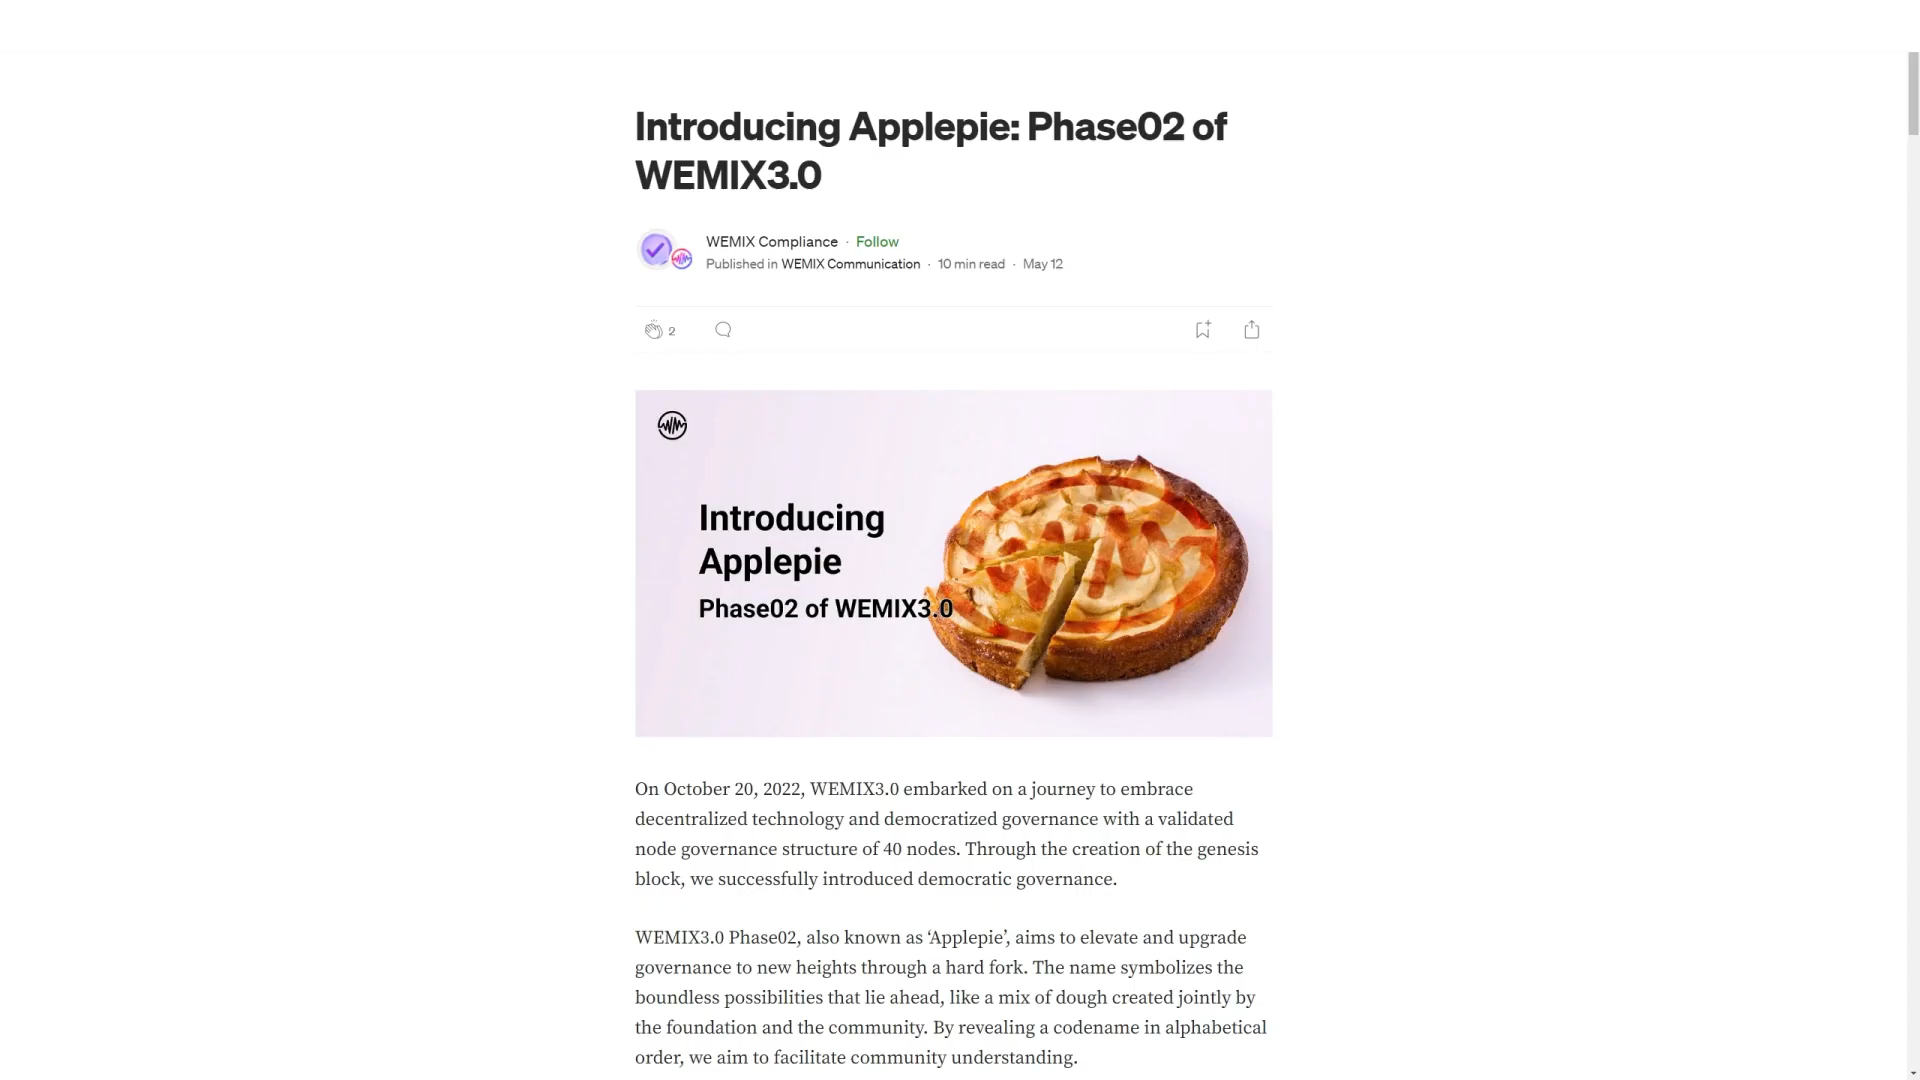 Introducing Applepie: Phase02 of
WEMIX3.0
WEMIX Compliance · Follow
Published in WEMIX Communication · 10 min read · May 12
2
Introducing
Applepie
Phase02 of WEMIX3.0
On October 20, 2022, WEMIX3.0 embarked on a journey to embrace
decentralized technology and democratized governance with a validated
node governance structure of 40 nodes. Through the creation of the genesis
block, we successfully introduced democratic governance.
WEMIX3.0 Phase02, also known as ‘Applepie’, aims to elevate and upgrade
governance to new heights through a hard fork. The name symbolizes the
boundless possibilities that lie ahead, like a mix of dough created jointly by
the foundation and the community. By revealing a codename in alphabetical
order, we aim to facilitate community understanding.